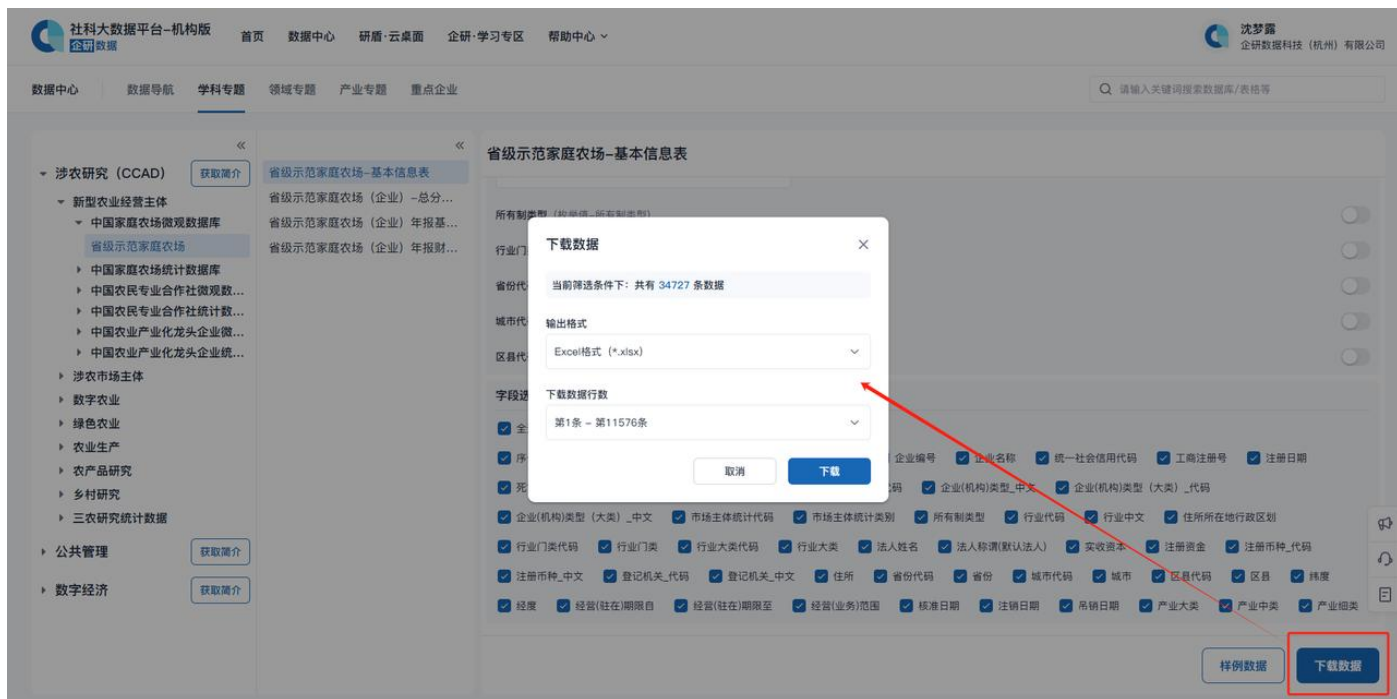 社科大数据平台-机构版
企研数据
首页 数据中心 研盾·云桌面 企研·学习专区 帮助中心
沈梦露
企研数据科技（杭州）有限公司
数据中心 数据导航 学科专题 领域专题 产业专题 重点企业
请输入关键词搜索数据库/表格等
涉农研究（CCAD） 获取简介
新型农业经营主体
中国家庭农场微观数据库
省级示范家庭农场
中国家庭农场统计数据库
中国农民专业合作社微观数...
中国农民专业合作社统计数...
中国农业产业化龙头企业微...
中国农业产业化龙头企业统...
涉农市场主体
数字农业
绿色农业
农业生产
农产品研究
乡村研究
三农研究统计数据
公共管理 获取简介
数字经济 获取简介
省级示范家庭农场-基本信息表
省级示范家庭农场（企业）-总分...
省级示范家庭农场（企业）年报基...
省级示范家庭农场（企业）年报财...
省级示范家庭农场-基本信息表
所有制类型（枚举值-所有制类型）
行业门
省份代
城市代
区县代
下载数据
当前筛选条件下：共有 34727 条数据
输出格式
Excel格式（*.xlsx）
下载数据行数
第1条 - 第11576条
取消 下载
字段选
全
序 企业编号 企业名称 统一社会信用代码 工商注册号 注册日期
死 代码 企业(机构)类型_中文 企业(机构)类型（大类）_代码
企业(机构)类型（大类）_中文 市场主体统计代码 市场主体统计类别 所有制类型 行业代码 行业中文 住所所在地行政区划
行业门类代码 行业门类 行业大类代码 行业大类 法人姓名 法人称谓(默认法人) 实收资本 注册资金 注册币种_代码
注册币种_中文 登记机关_代码 登记机关_中文 住所 省份代码 省份 城市代码 城市 区县代码 区县 纬度
经度 经营(驻在)期限自 经营(驻在)期限至 经营(业务)范围 核准日期 注销日期 吊销日期 产业大类 产业中类 产业细类
样例数据 下载数据